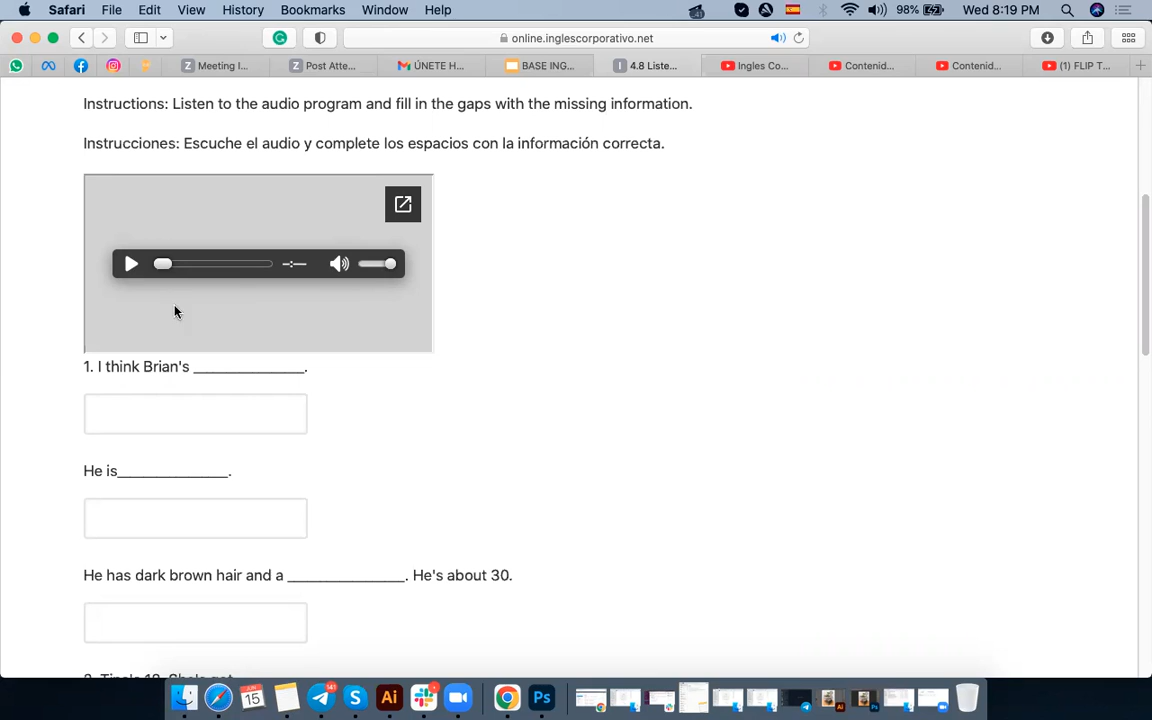 Safari File Edit View History Bookmarks Window Help 98% Wed 8:19 PM
online.inglescorporativo.net
Meeting I... Post Atte... ÚNETE H... BASE ING... 4.8 Liste... Ingles Co... Contenid... Contenid... (1) FLIP T...
Instructions: Listen to the audio program and fill in the gaps with the missing information.
Instrucciones: Escuche el audio y complete los espacios con la información correcta.
1. I think Brian's _______________.
He is_______________.
He has dark brown hair and a ________________. He's about 30.